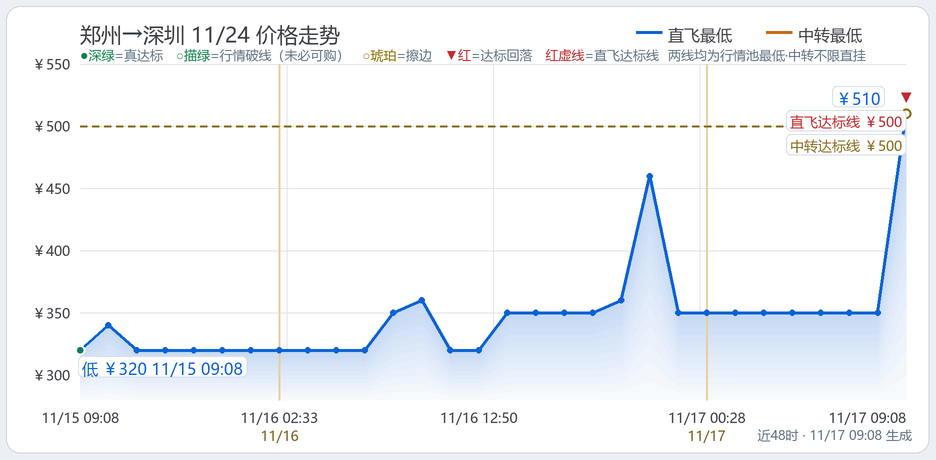 郑州→深圳 11/24 价格走势
直飞最低 中转最低
●深绿=真达标 ○描绿=行情破线（未必可购） ○琥珀=擦边 ▼红=达标回落 红虚线=直飞达标线 两线均为行情池最低·中转不限直挂
¥550
¥510
直飞达标线 ¥500
¥500
中转达标线 ¥500
¥450
¥400
¥350
低 ¥320 11/15 09:08
¥300
11/15 09:08 11/16 02:33 11/16 12:50 11/17 00:28 11/17 09:08
11/16 11/17 近48时 · 11/17 09:08 生成